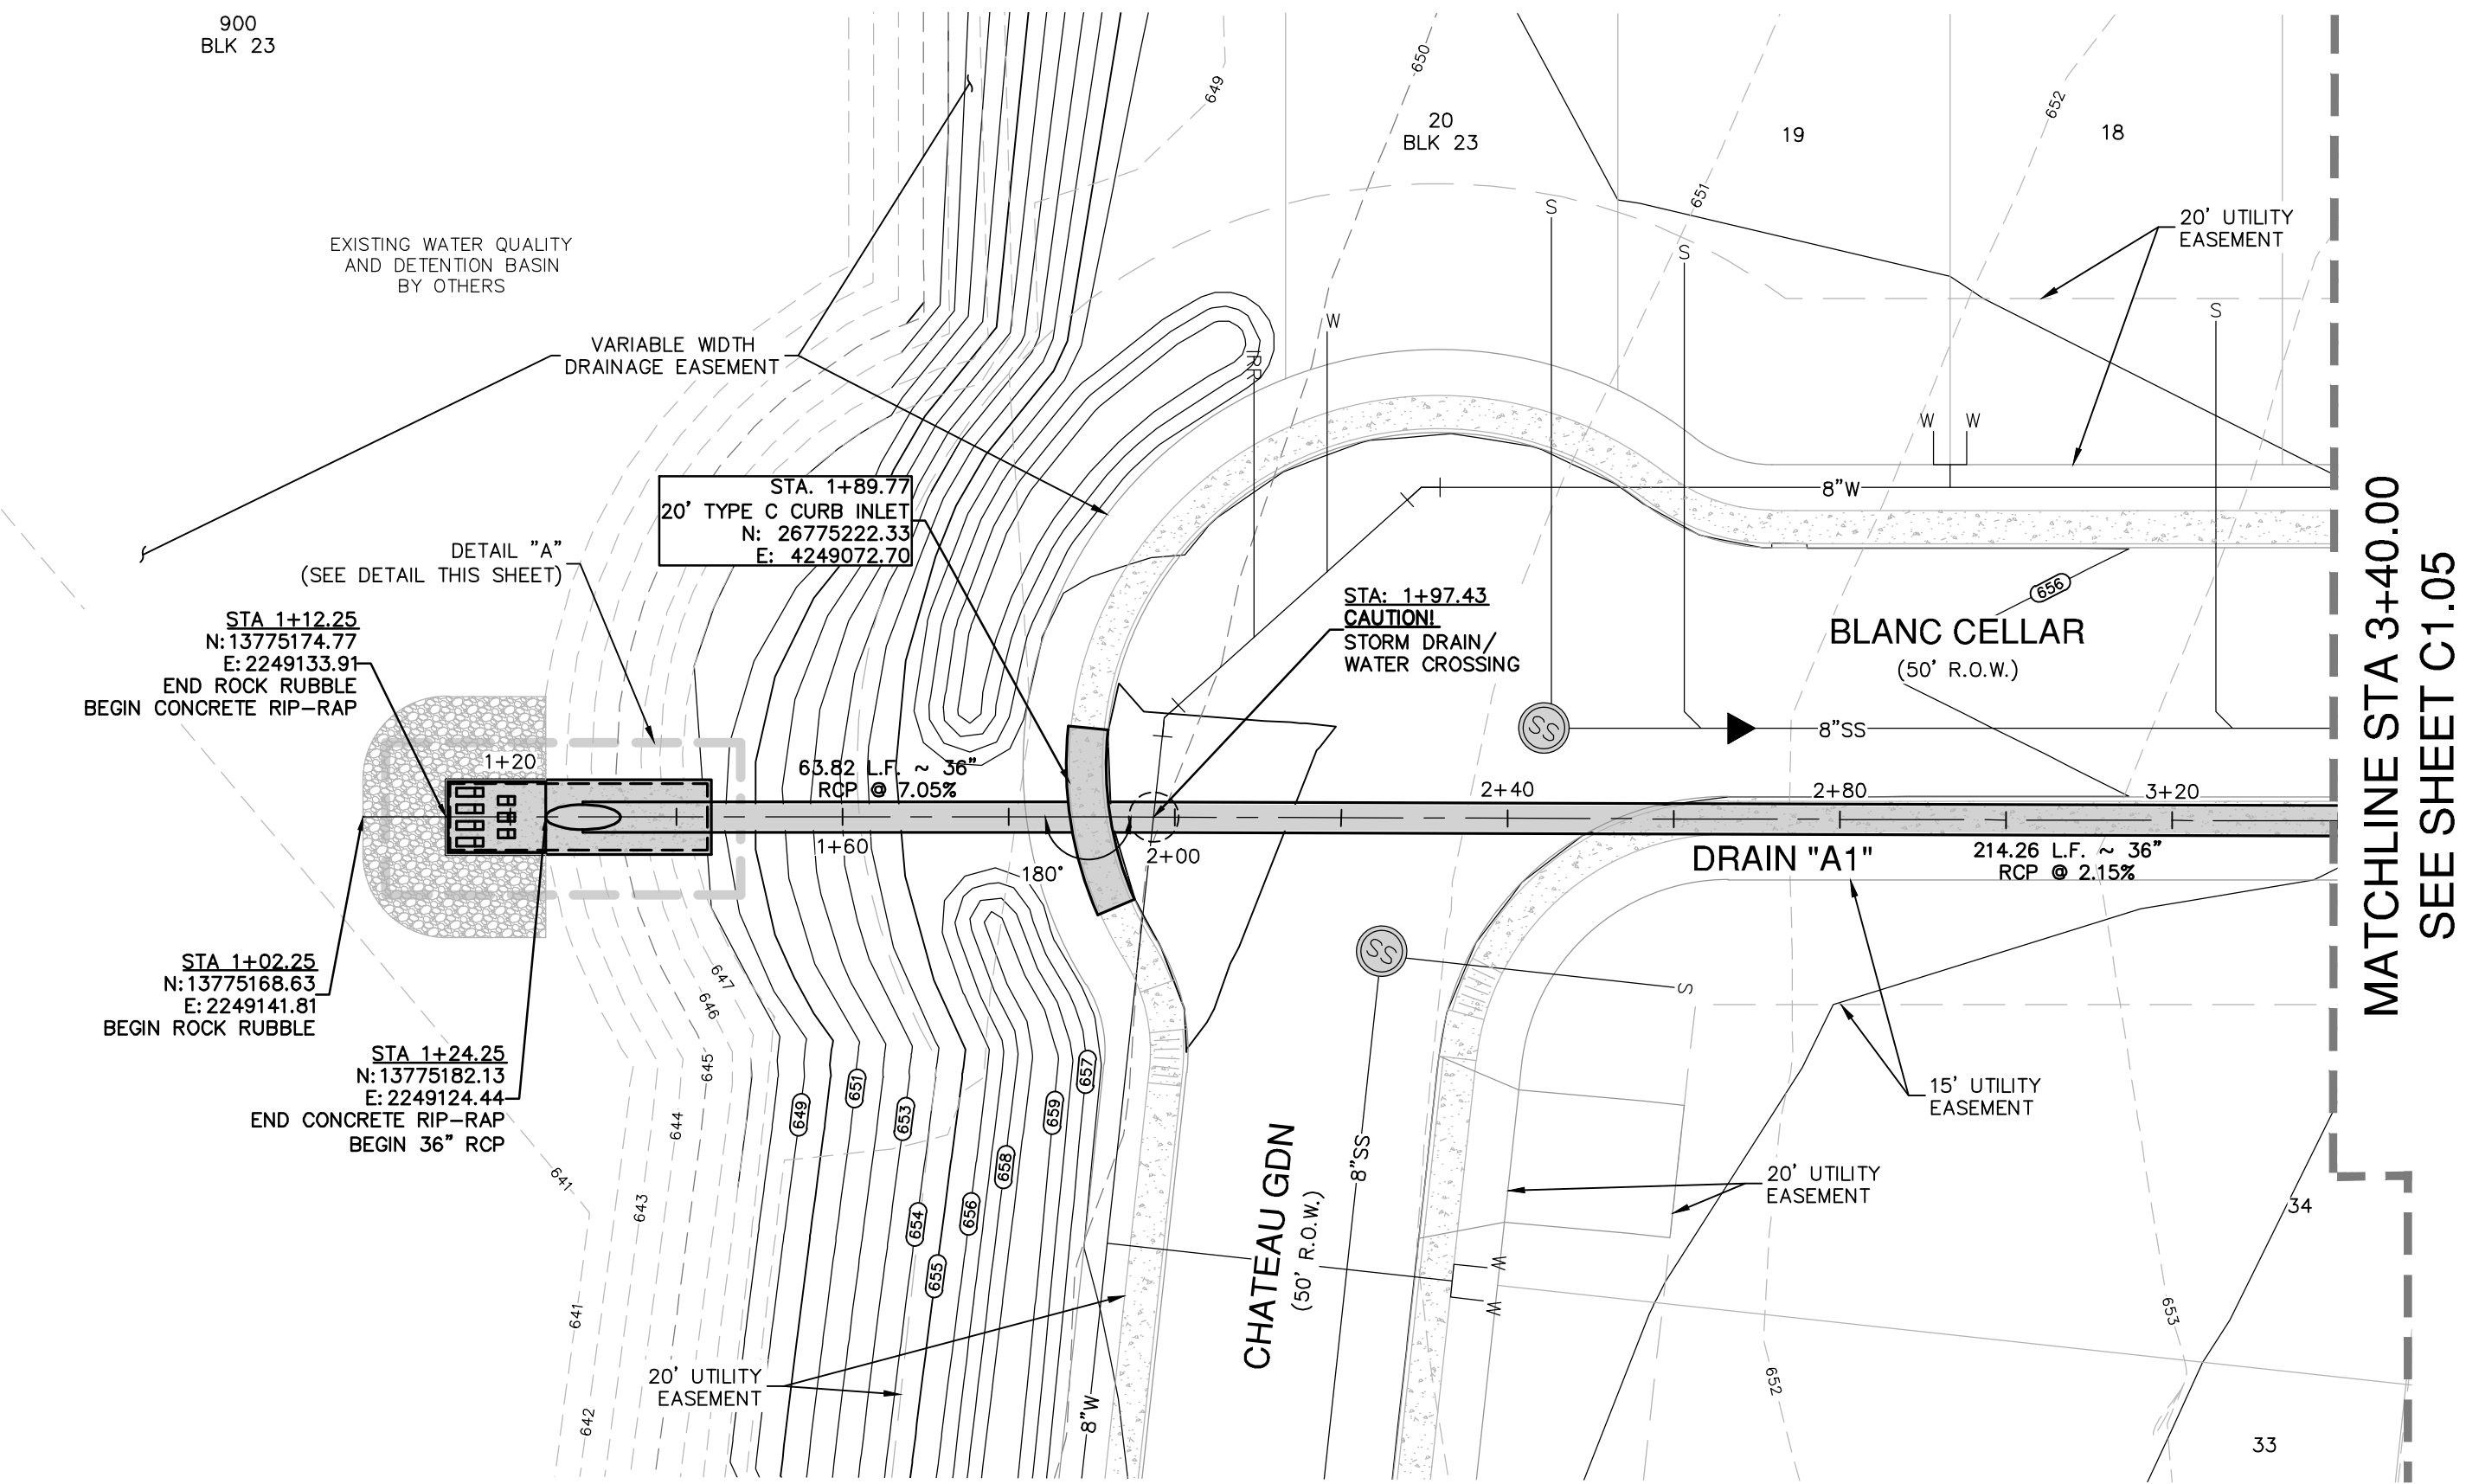 900
BLK 23
EXISTING WATER QUALITY
AND DETENTION BASIN
BY OTHERS
VARIABLE WIDTH
DRAINAGE EASEMENT
649
650
20
BLK 23
651
19
652
18
20' UTILITY
EASEMENT
S
S
S
W
IRR
W W
8"W
STA. 1+89.77
20' TYPE C CURB INLET
N: 26775222.33
E: 4249072.70
DETAIL "A"
(SEE DETAIL THIS SHEET)
STA 1+12.25
N:13775174.77
E:2249133.91
END ROCK RUBBLE
BEGIN CONCRETE RIP-RAP
STA: 1+97.43
CAUTION!
STORM DRAIN/
WATER CROSSING
656
BLANC CELLAR
(50' R.O.W.)
SS
8"SS
MATCHLINE STA 3+40.00
SEE SHEET C1.05
1+20
63.82 L.F. ~ 36"
RCP @ 7.05%
1+60
180°
2+00
2+40
2+80
3+20
DRAIN "A1"
214.26 L.F. ~ 36"
RCP @ 2.15%
SS
S
STA 1+02.25
N:13775168.63
E:2249141.81
BEGIN ROCK RUBBLE
STA 1+24.25
N:13775182.13
E:2249124.44
END CONCRETE RIP-RAP
BEGIN 36" RCP
647
646
645
644
643
641
641
642
649
651
653
654
655
656
658
659
657
15' UTILITY
EASEMENT
20' UTILITY
EASEMENT
CHATEAU GDN
(50' R.O.W.)
8"SS
W
W
20' UTILITY
EASEMENT
8"W
652
653
34
33